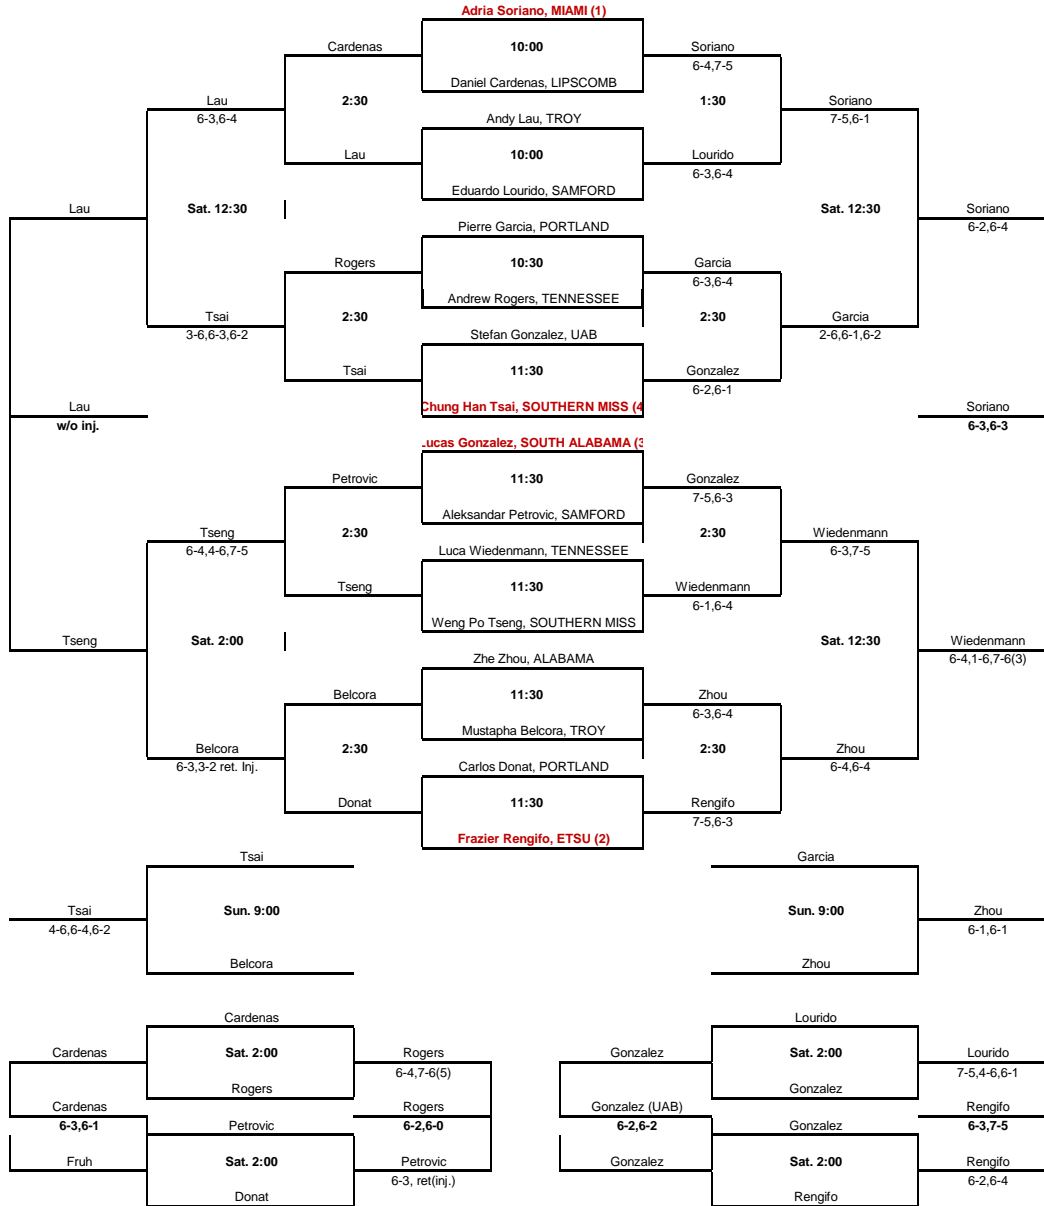 Adria Soriano, MIAMI (1)
Cardenas 10:00 Soriano
6-4,7-5
Daniel Cardenas, LIPSCOMB
Lau 2:30 1:30 Soriano
6-3,6-4 7-5,6-1
Andy Lau, TROY
Lau 10:00 Lourido
6-3,6-4
Eduardo Lourido, SAMFORD
Lau Sat. 12:30 Sat. 12:30 Soriano
6-2,6-4
Pierre Garcia, PORTLAND
Rogers 10:30 Garcia
6-3,6-4
Andrew Rogers, TENNESSEE
Tsai 2:30 2:30 Garcia
3-6,6-3,6-2 2-6,6-1,6-2
Stefan Gonzalez, UAB
Tsai 11:30 Gonzalez
6-2,6-1
Lau Chung Han Tsai, SOUTHERN MISS (4 Soriano
w/o inj. 6-3,6-3
Lucas Gonzalez, SOUTH ALABAMA (3
Petrovic 11:30 Gonzalez
7-5,6-3
Aleksandar Petrovic, SAMFORD
Tseng 2:30 2:30 Wiedenmann
6-4,4-6,7-5 6-3,7-5
Luca Wiedenmann, TENNESSEE
Tseng 11:30 Wiedenmann
6-1,6-4
Weng Po Tseng, SOUTHERN MISS
Tseng Sat. 2:00 Sat. 12:30 Wiedenmann
6-4,1-6,7-6(3)
Zhe Zhou, ALABAMA
Belcora 11:30 Zhou
6-3,6-4
Mustapha Belcora, TROY
Belcora 2:30 2:30 Zhou
6-3,3-2 ret. Inj. 6-4,6-4
Carlos Donat, PORTLAND
Donat 11:30 Rengifo
7-5,6-3
Frazier Rengifo, ETSU (2)
Tsai Garcia
Tsai Sun. 9:00 Sun. 9:00 Zhou
4-6,6-4,6-2 6-1,6-1
Belcora Zhou
Cardenas Lourido
Cardenas Sat. 2:00 Rogers Gonzalez Sat. 2:00 Lourido
6-4,7-6(5) 7-5,4-6,6-1
Rogers Gonzalez
Cardenas Rogers Gonzalez (UAB) Rengifo
6-3,6-1 Petrovic 6-2,6-0 6-2,6-2 Gonzalez 6-3,7-5
Fruh Sat. 2:00 Petrovic Gonzalez Sat. 2:00 Rengifo
6-3, ret(inj.) 6-2,6-4
Donat Rengifo